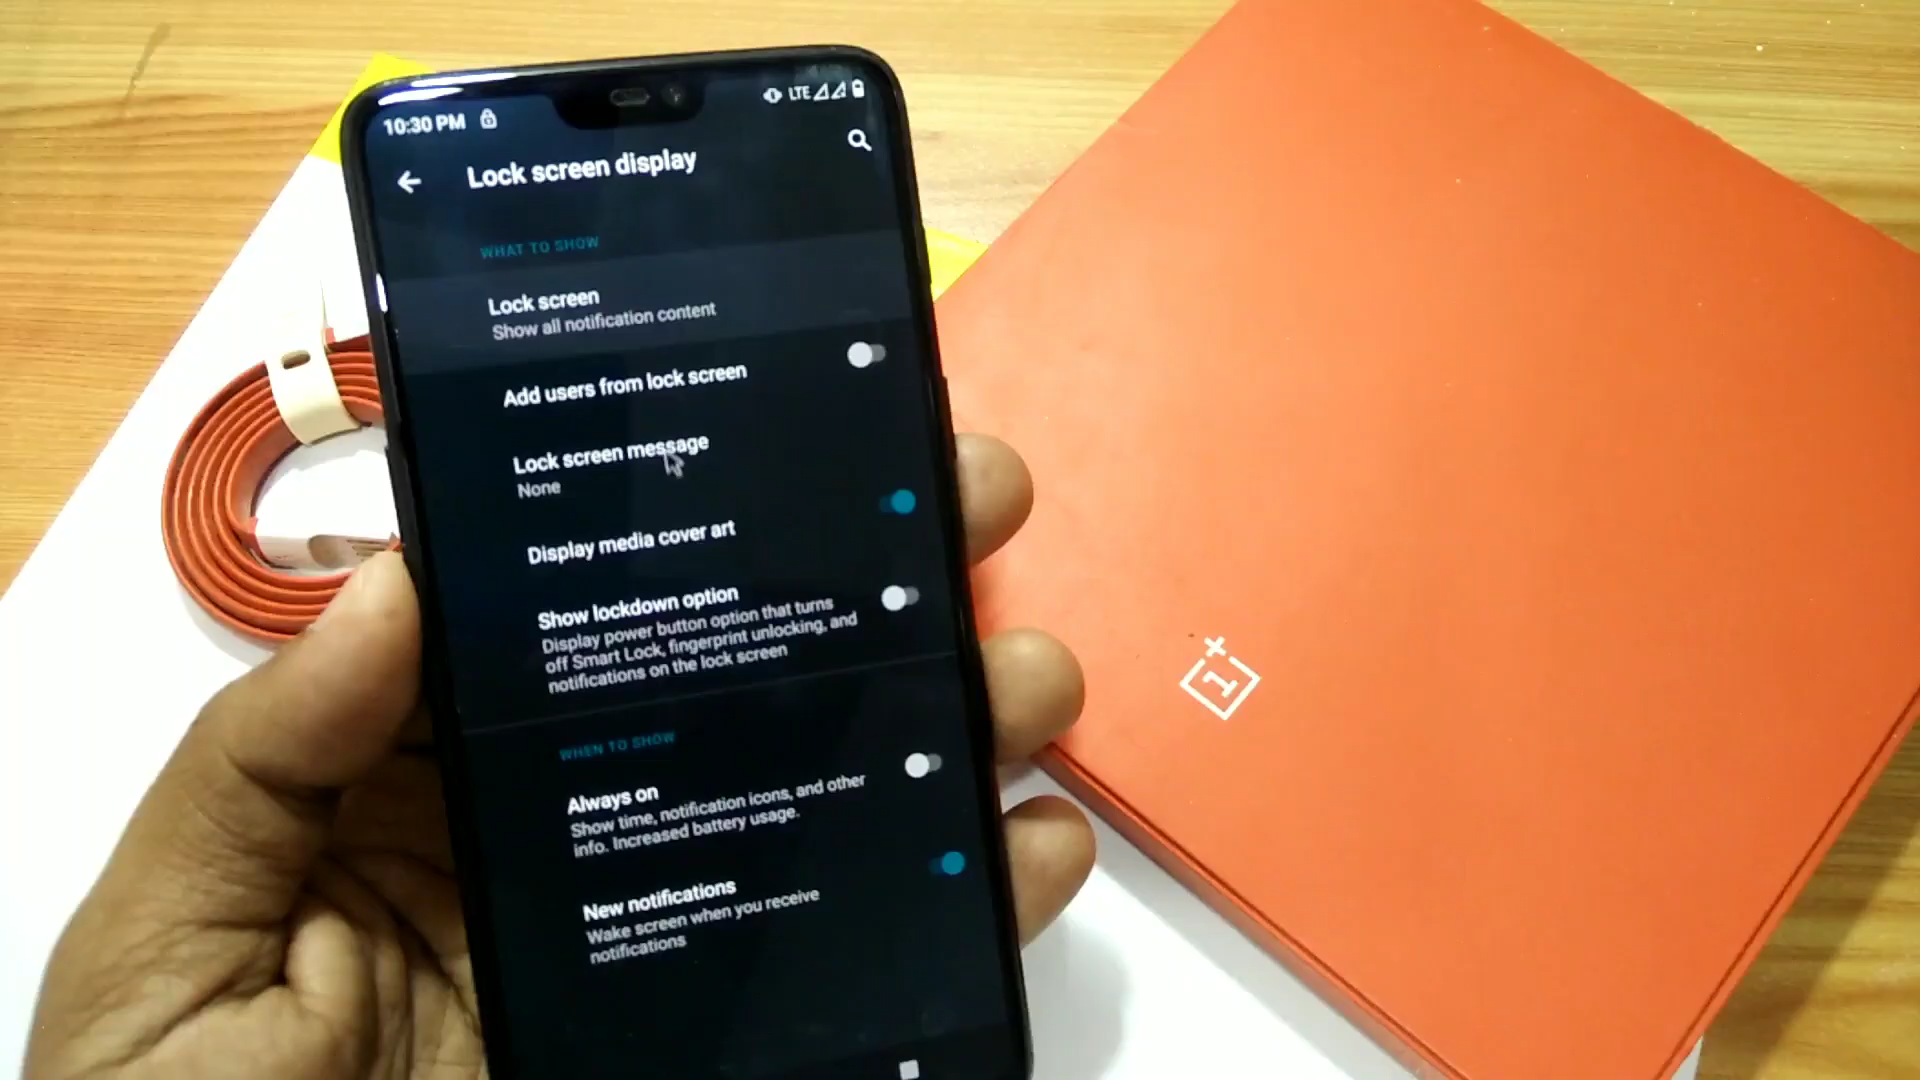 10:30 PM
LTE
Lock screen display
WHAT TO SHOW
Lock screen
Show all notification content
Add users from lock screen
Lock screen message
None
Display media cover art
Show lockdown option
Display power button option that turns
off Smart Lock, fingerprint unlocking, and
notifications on the lock screen
WHEN TO SHOW
Always on
Show time, notification icons, and other
info. Increased battery usage.
New notifications
Wake screen when you receive
notifications
1+